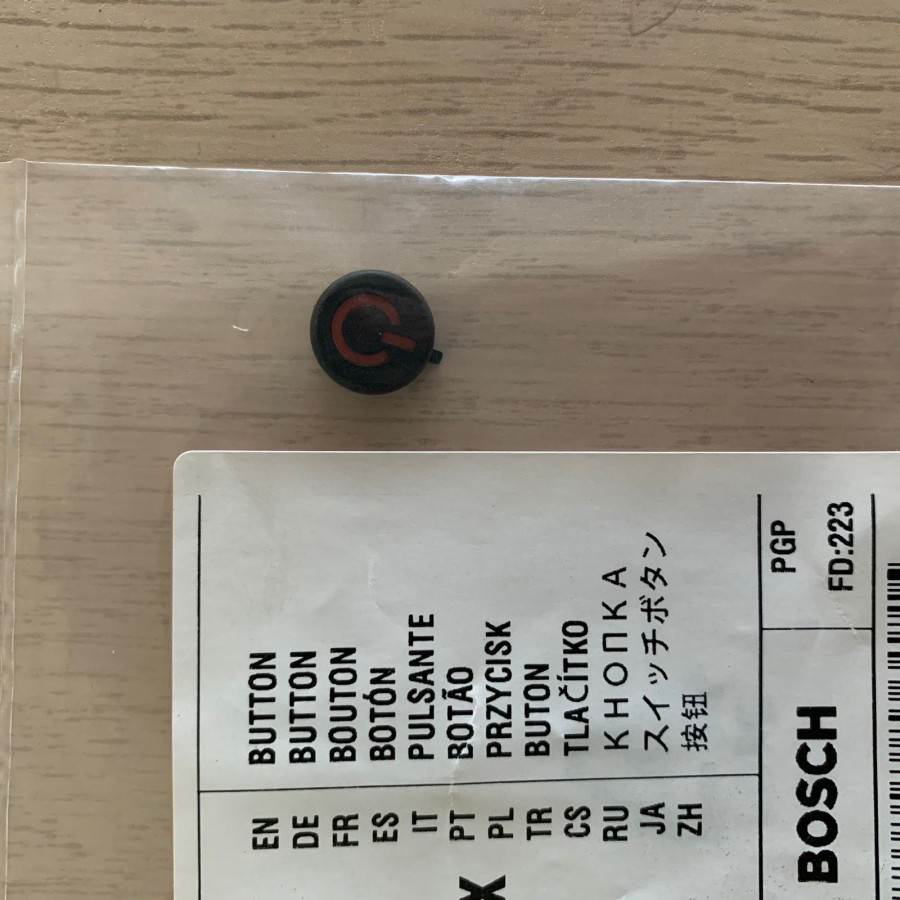 EN BUTTON
DE BUTTON
FR BOUTON
ES BOTÓN
IT PULSANTE
PT BOTÃO
PL PRZYCISK
TR BUTON
CS TLAČÍTKO
RU КНОПКА
JA スイッチボタン
ZH 按钮
BOSCH
PGP
FD:223